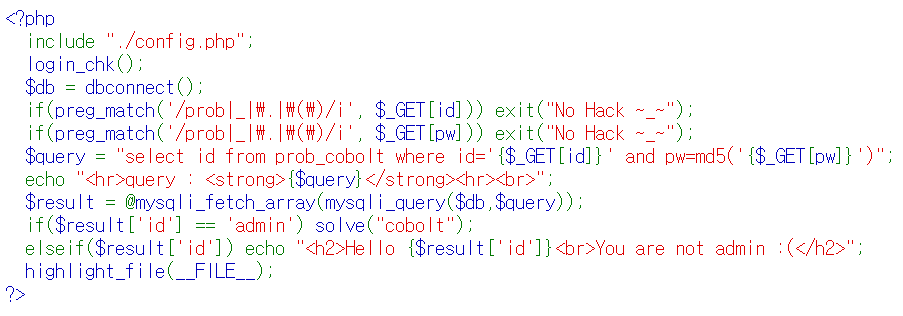 <?php
include "./config.php";
login_chk();
$db = dbconnect();
if(preg_match('/prob|_|₩.|₩(₩)/i', $_GET[id])) exit("No Hack ~_~");
if(preg_match('/prob|_|₩.|₩(₩)/i', $_GET[pw])) exit("No Hack ~_~");
$query = "select id from prob_cobolt where id='{$_GET[id]}' and pw=md5('{$_GET[pw]}')";
echo "<hr>query : <strong>{$query}</strong><hr><br>";
$result = @mysqli_fetch_array(mysqli_query($db,$query));
if($result['id'] == 'admin') solve("cobolt");
elseif($result['id']) echo "<h2>Hello {$result['id']}<br>You are not admin :(</h2>";
highlight_file(__FILE__);
?>